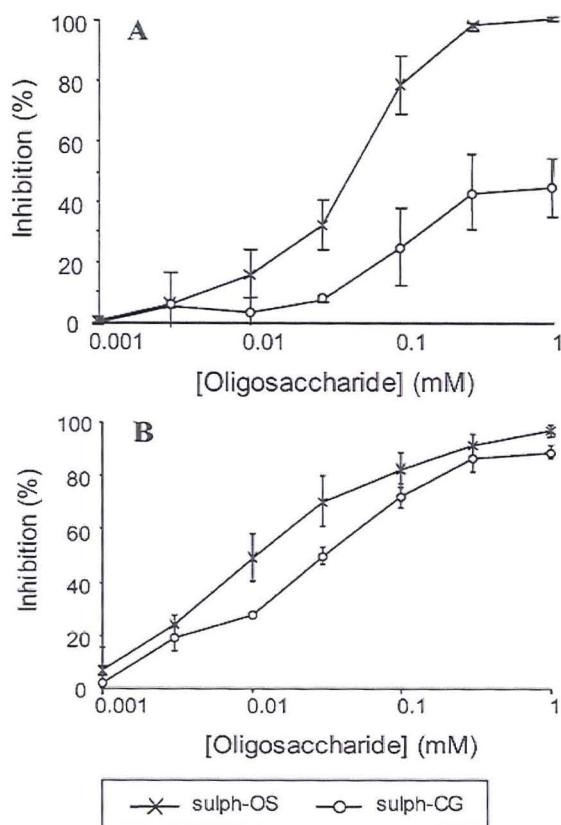 A
Inhibition (%)
100
80
60
40
20
0
0.001 0.01 0.1 1
[Oligosaccharide] (mM)
B
Inhibition (%)
100
80
60
40
20
0
0.001 0.01 0.1 1
[Oligosaccharide] (mM)
sulph-OS sulph-CG